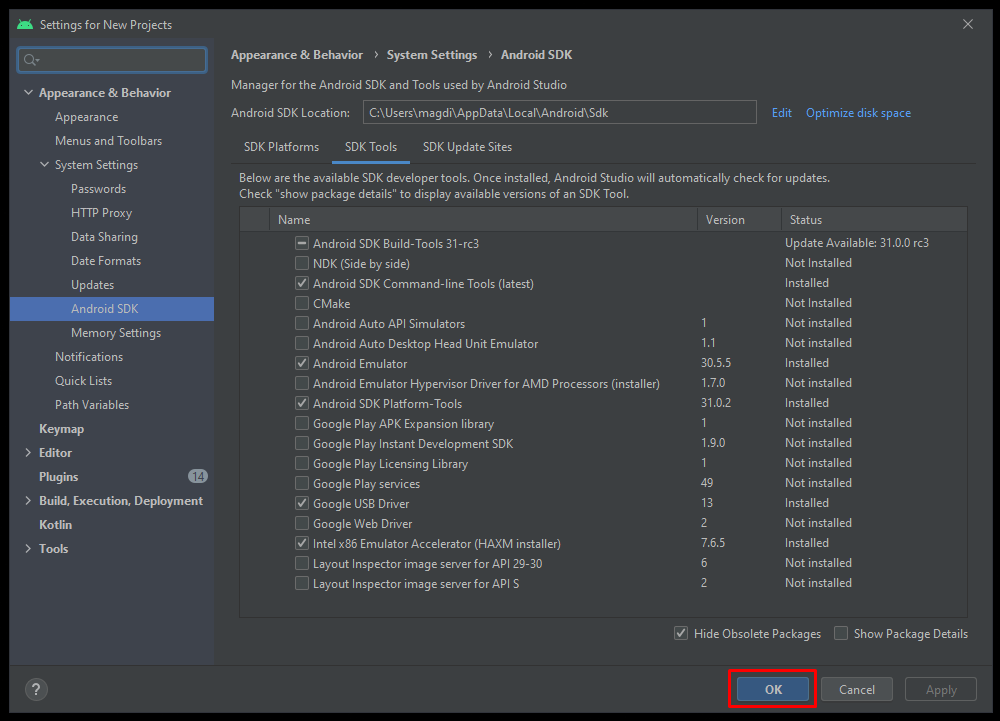 Settings for New Projects
Appearance & Behavior
Appearance
Menus and Toolbars
System Settings
Passwords
HTTP Proxy
Data Sharing
Date Formats
Updates
Android SDK
Memory Settings
Notifications
Quick Lists
Path Variables
Keymap
Editor
Plugins 14
Build, Execution, Deployment
Kotlin
Tools
Appearance & Behavior › System Settings › Android SDK
Manager for the Android SDK and Tools used by Android Studio
Android SDK Location: C:\Users\magdi\AppData\Local\Android\Sdk Edit Optimize disk space
SDK Platforms SDK Tools SDK Update Sites
Below are the available SDK developer tools. Once installed, Android Studio will automatically check for updates.
Check "show package details" to display available versions of an SDK Tool.
Name Version Status
Android SDK Build-Tools 31-rc3 Update Available: 31.0.0 rc3
NDK (Side by side) Not Installed
Android SDK Command-line Tools (latest) Installed
CMake Not Installed
Android Auto API Simulators 1 Not installed
Android Auto Desktop Head Unit Emulator 1.1 Not installed
Android Emulator 30.5.5 Installed
Android Emulator Hypervisor Driver for AMD Processors (installer) 1.7.0 Not installed
Android SDK Platform-Tools 31.0.2 Installed
Google Play APK Expansion library 1 Not installed
Google Play Instant Development SDK 1.9.0 Not installed
Google Play Licensing Library 1 Not installed
Google Play services 49 Not installed
Google USB Driver 13 Installed
Google Web Driver 2 Not installed
Intel x86 Emulator Accelerator (HAXM installer) 7.6.5 Installed
Layout Inspector image server for API 29-30 6 Not installed
Layout Inspector image server for API S 2 Not installed
Hide Obsolete Packages Show Package Details
? OK Cancel Apply